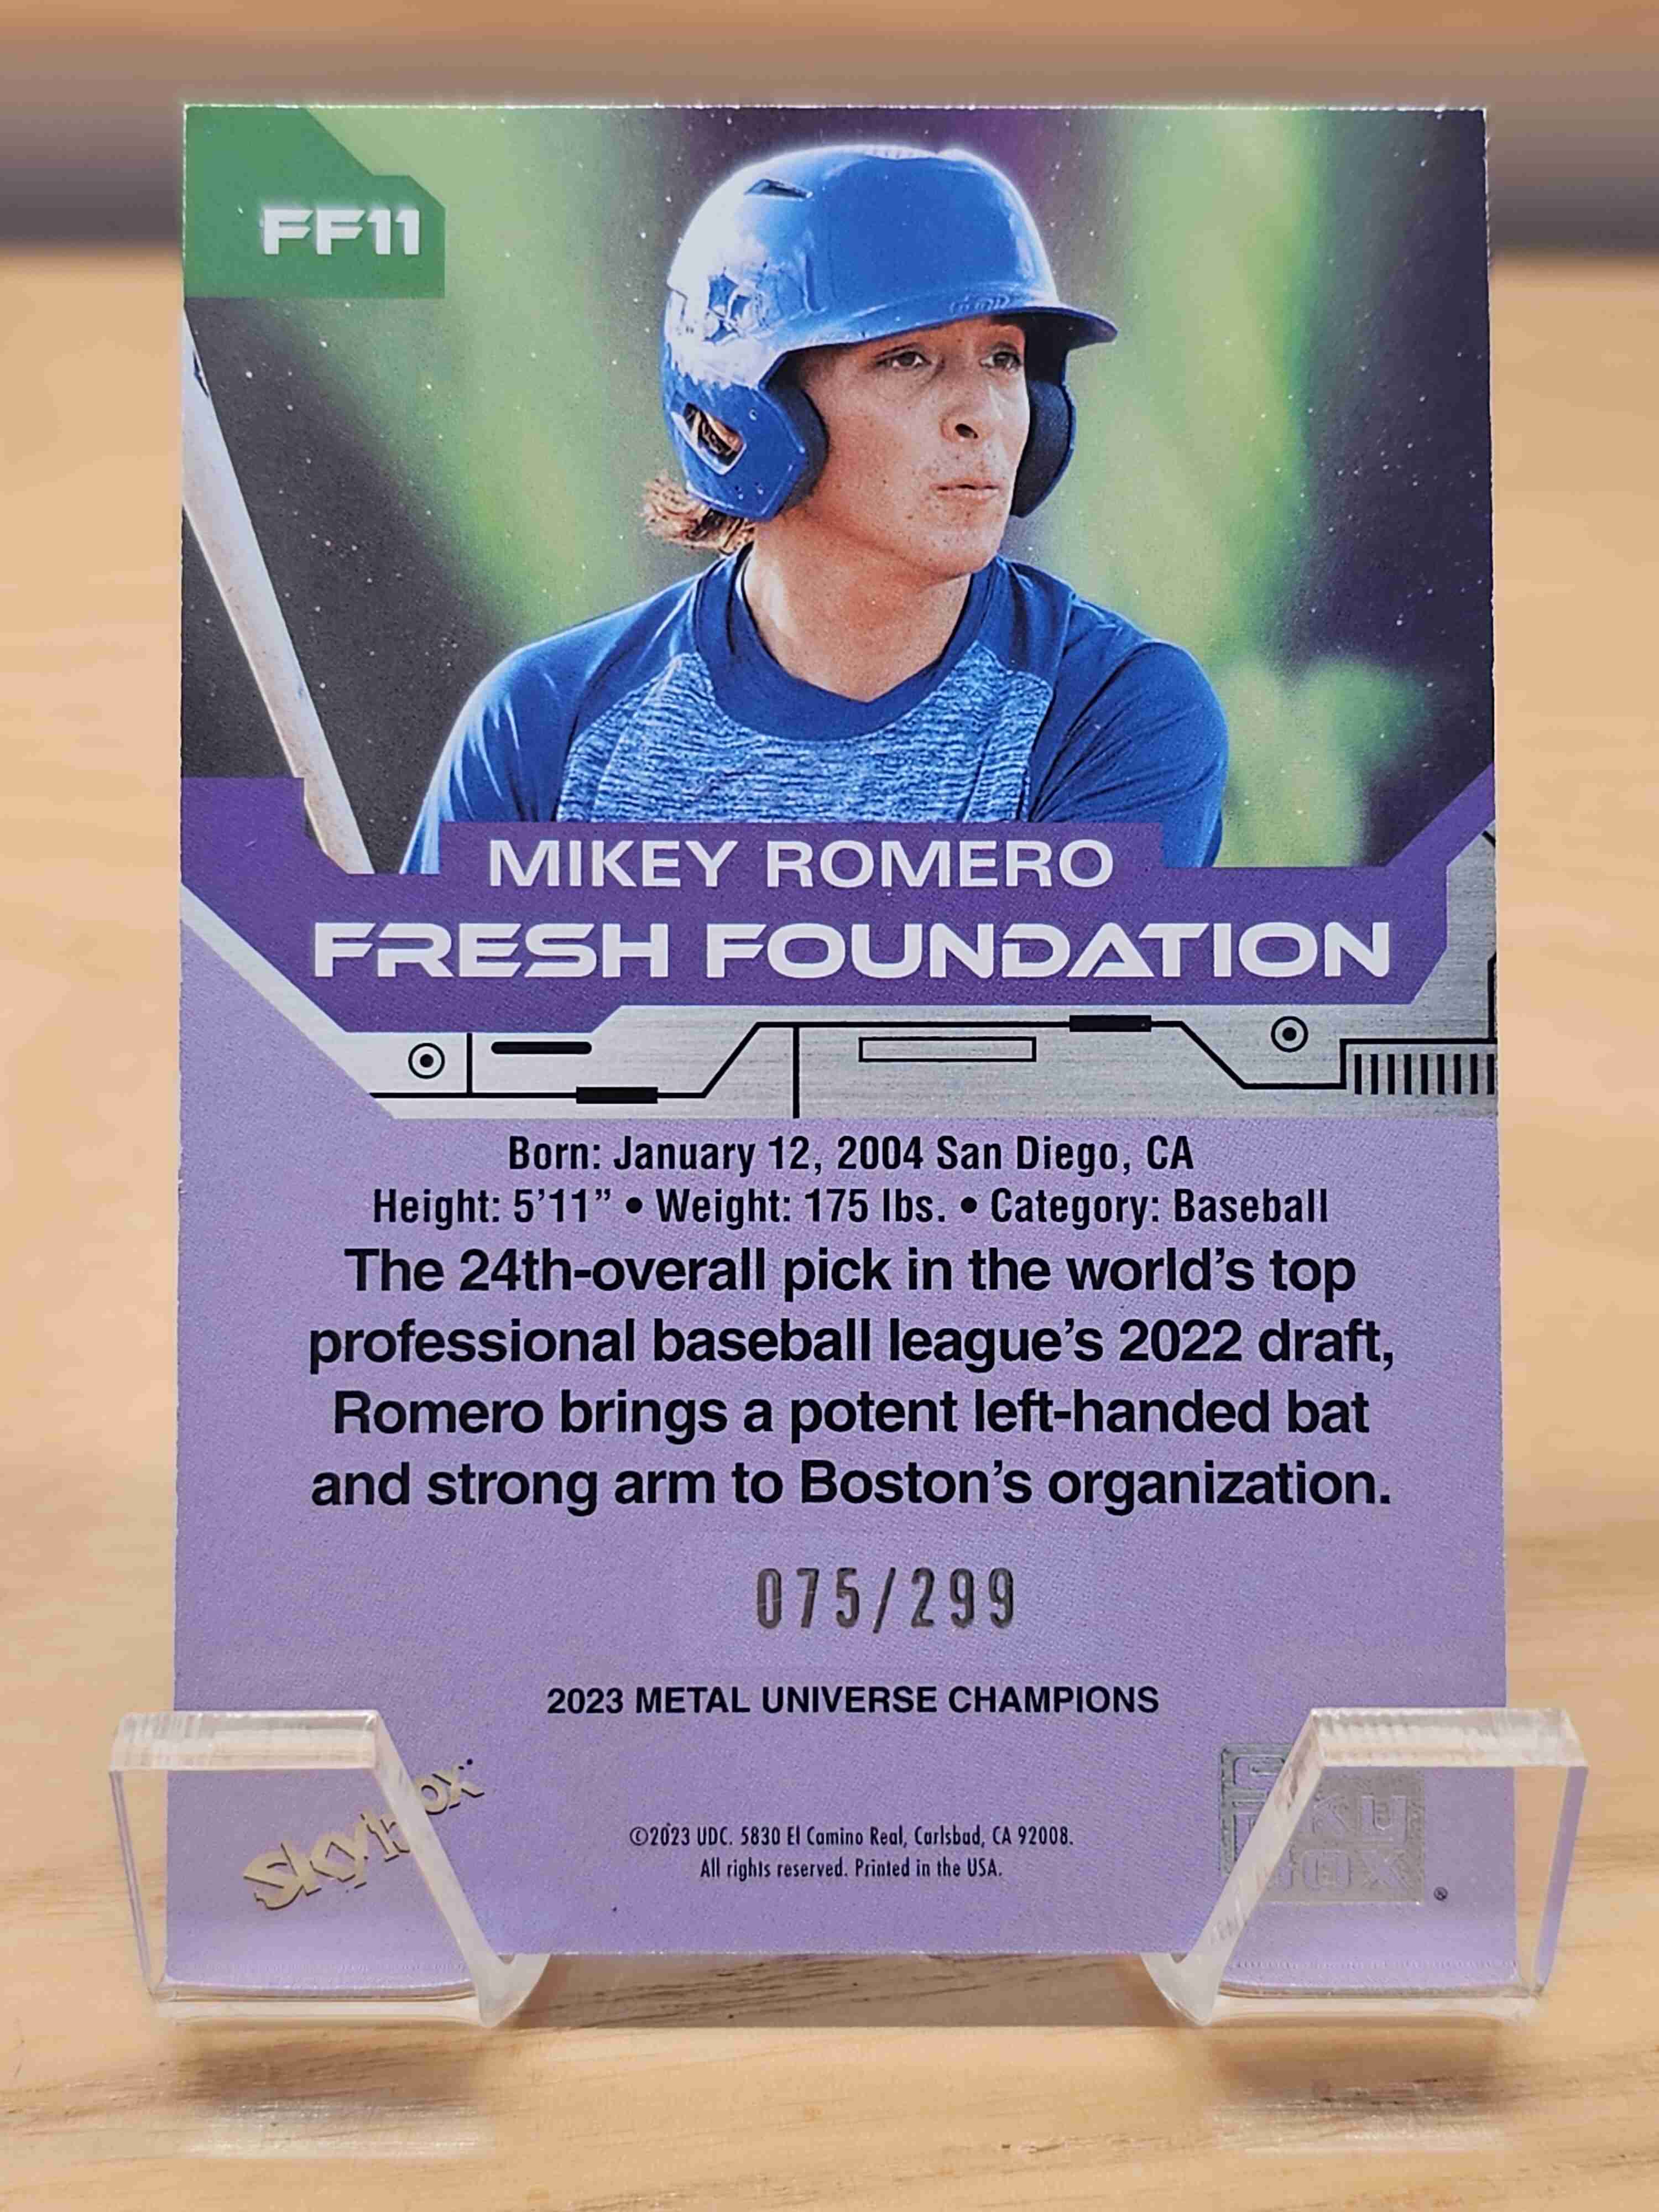 FF11
MIKEY ROMERO
FRESH FOUNDATION
Born: January 12, 2004 San Diego, CA
Height: 5’11” • Weight: 175 lbs. • Category: Baseball
The 24th-overall pick in the world’s top
professional baseball league’s 2022 draft,
Romero brings a potent left-handed bat
and strong arm to Boston’s organization.
075/299
2023 METAL UNIVERSE CHAMPIONS
Skybox
©2023 UDC. 5830 El Camino Real, Carlsbad, CA 92008.
All rights reserved. Printed in the USA.